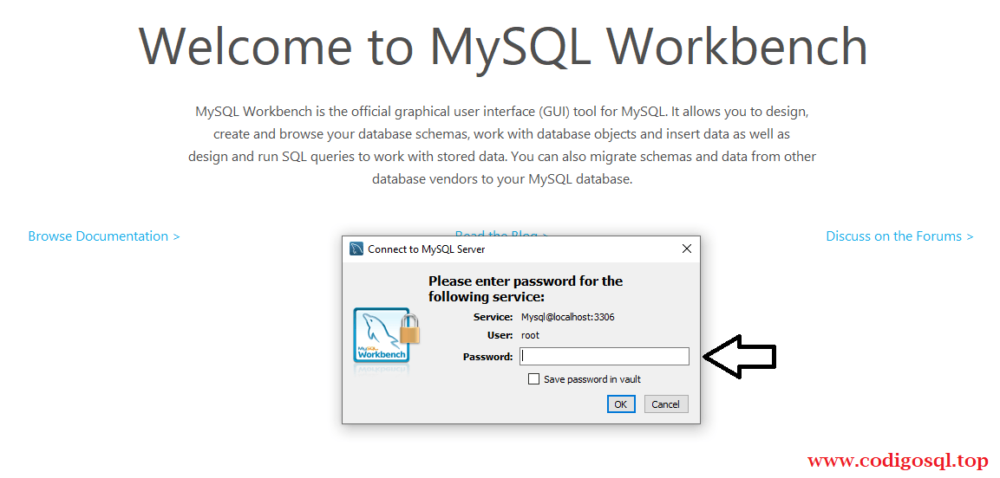 Welcome to MySQL Workbench
MySQL Workbench is the official graphical user interface (GUI) tool for MySQL. It allows you to design,
create and browse your database schemas, work with database objects and insert data as well as
design and run SQL queries to work with stored data. You can also migrate schemas and data from other
database vendors to your MySQL database.
Browse Documentation >
Read the Blog >
Discuss on the Forums >
Connect to MySQL Server
Please enter password for the
following service:
Service: Mysql@localhost:3306
User: root
Password:
MySQL
Workbench
Save password in vault
OK
Cancel
www.codigosql.top